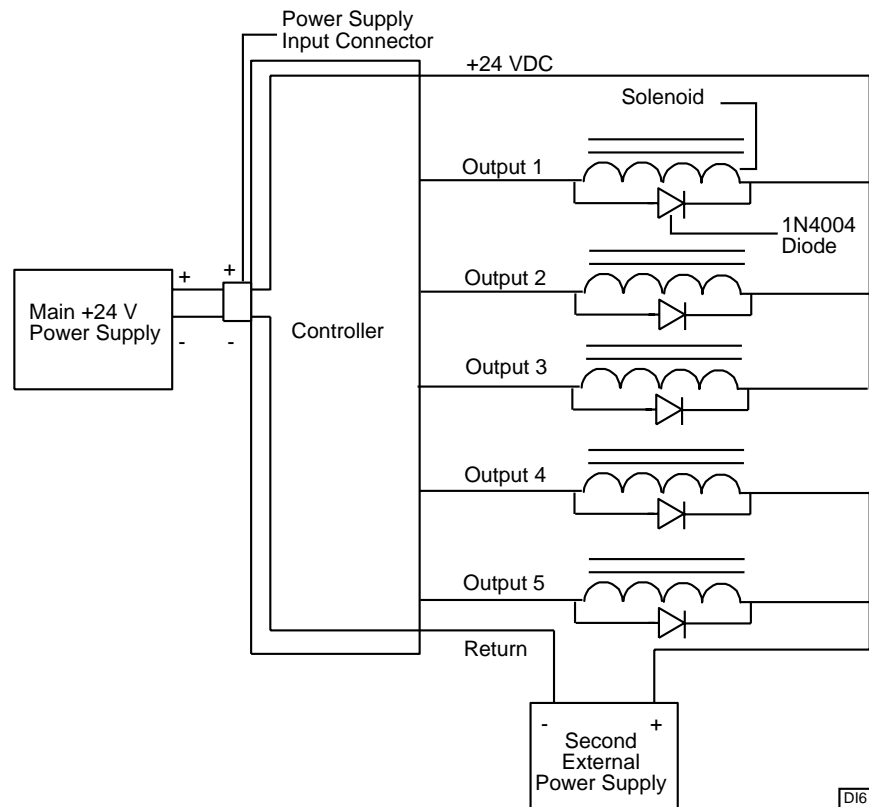 Power Supply
Input Connector
+24 VDC
Solenoid
Output 1
1N4004
Diode
Output 2
+
+
Main +24 V
Power Supply
Controller
-
-
Output 3
Output 4
Output 5
Return
-
+
Second
External
Power Supply
DI6